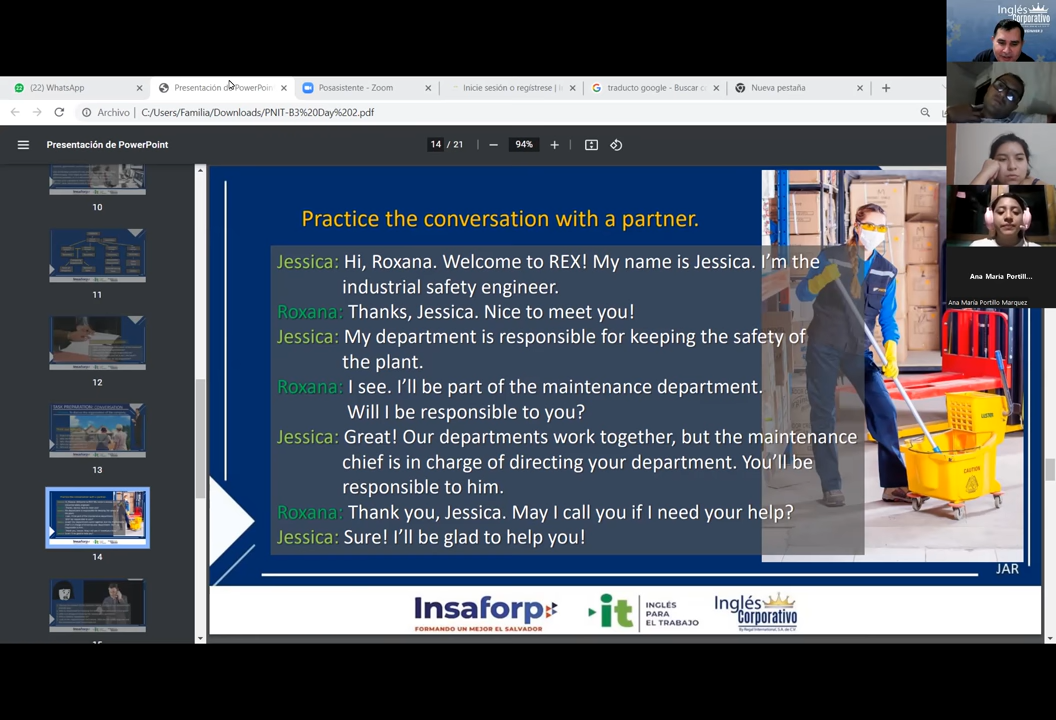 Inglés
Corporativo
(22) WhatsApp
Presentación de PowerPoin
Posasistente - Zoom
Inicie sesión o regístrese |
traducto google - Buscar c
Nueva pestaña
Archivo
C:/Users/Familia/Downloads/PNIT-B3%20Day%202.pdf
Presentación de PowerPoint
14 / 21
94%
10
11
12
13
14
Practice the conversation with a partner.
Jessica: Hi, Roxana. Welcome to REX! My name is Jessica. I'm the
industrial safety engineer.
Roxana: Thanks, Jessica. Nice to meet you!
Jessica: My department is responsible for keeping the safety of
the plant.
Roxana: I see. I'll be part of the maintenance department.
Will I be responsible to you?
Jessica: Great! Our departments work together, but the maintenance
chief is in charge of directing your department. You'll be
responsible to him.
Roxana: Thank you, Jessica. May I call you if I need your help?
Jessica: Sure! I'll be glad to help you!
CAUTION
JAR
Insaforp
FORMANDO UN MEJOR EL SALVADOR
it
INGLÉS
PARA
EL TRABAJO
Inglés
Corporativo
By Regal International, S.A. de C.V.
Ana Maria Portill...
Ana María Portillo Marquez